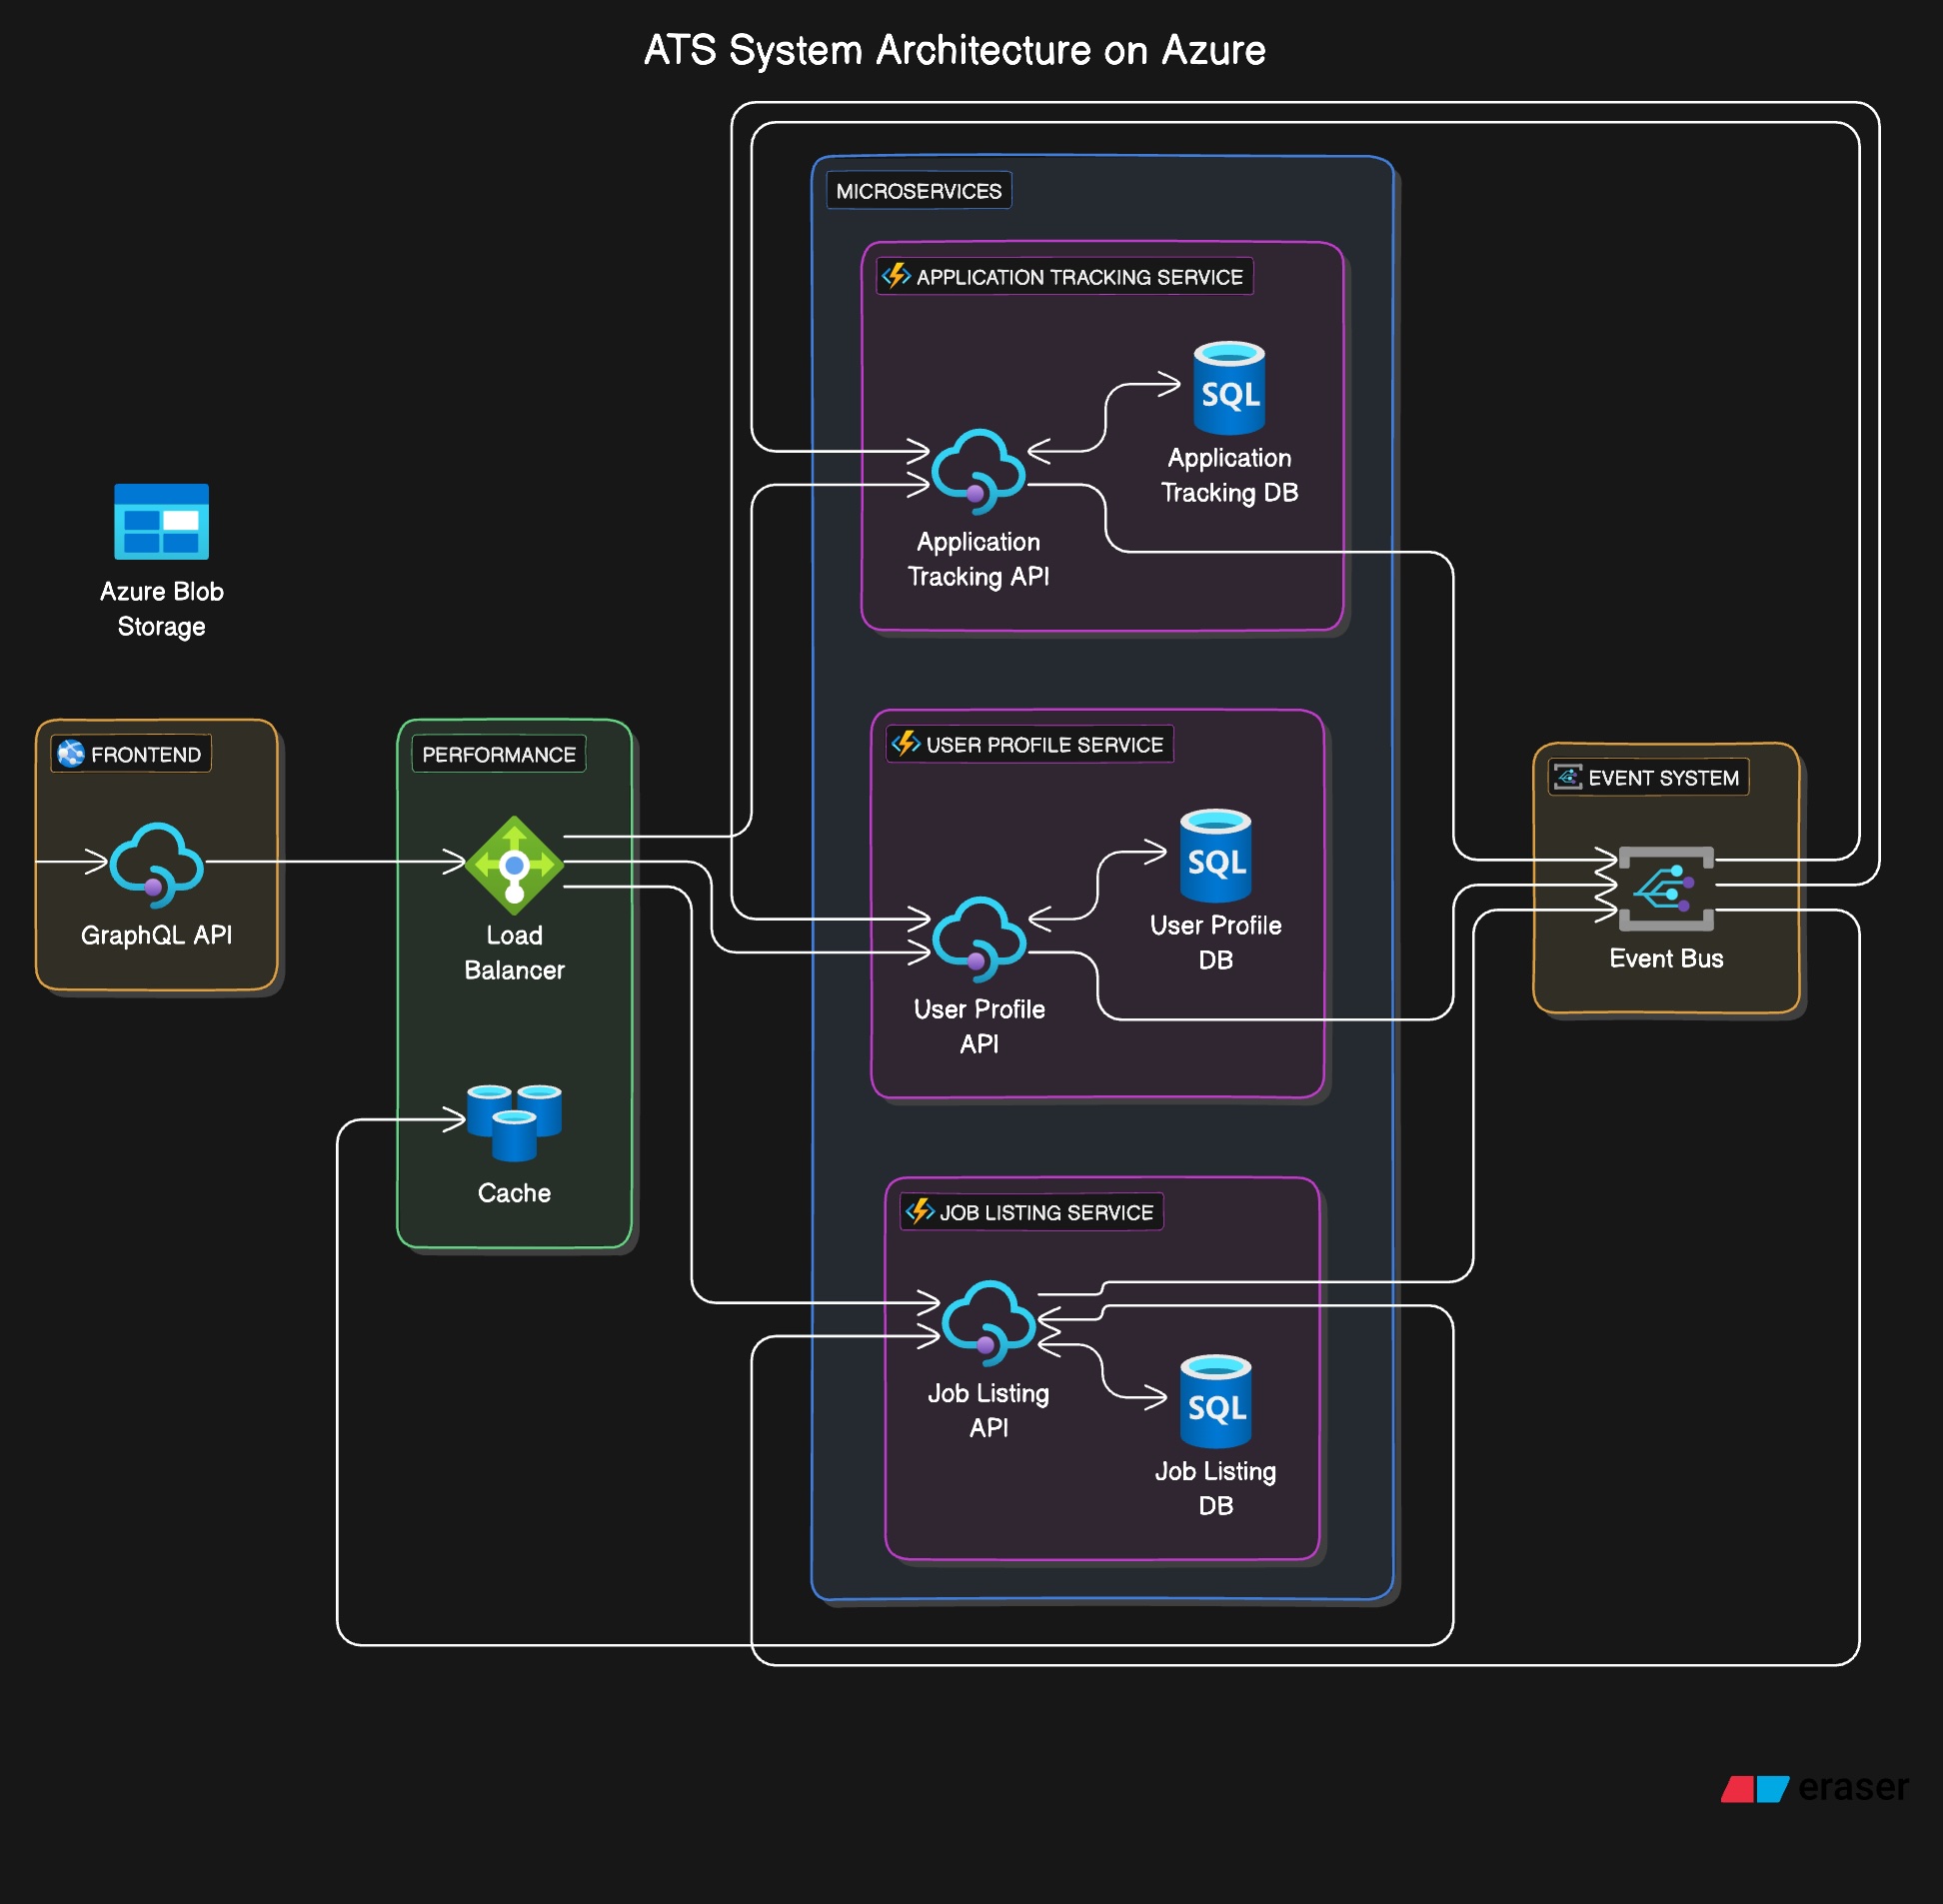 ATS System Architecture on Azure
MICROSERVICES
APPLICATION TRACKING SERVICE
SQL
Application
Tracking DB
Application
Tracking API
Azure Blob
Storage
FRONTEND
GraphQL API
PERFORMANCE
Load
Balancer
Cache
USER PROFILE SERVICE
SQL
User Profile
DB
User Profile
API
EVENT SYSTEM
Event Bus
JOB LISTING SERVICE
Job Listing
API
SQL
Job Listing
DB
eraser